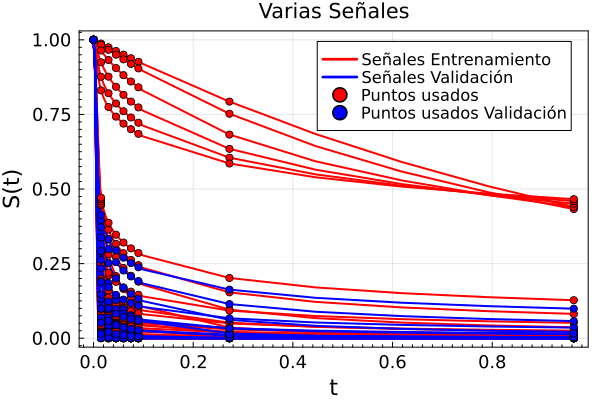 Varias Señales
1.00
0.75
0.50
0.25
0.00
S(t)
Señales Entrenamiento
Señales Validación
Puntos usados
Puntos usados Validación
0.0 0.2 0.4 0.6 0.8
t